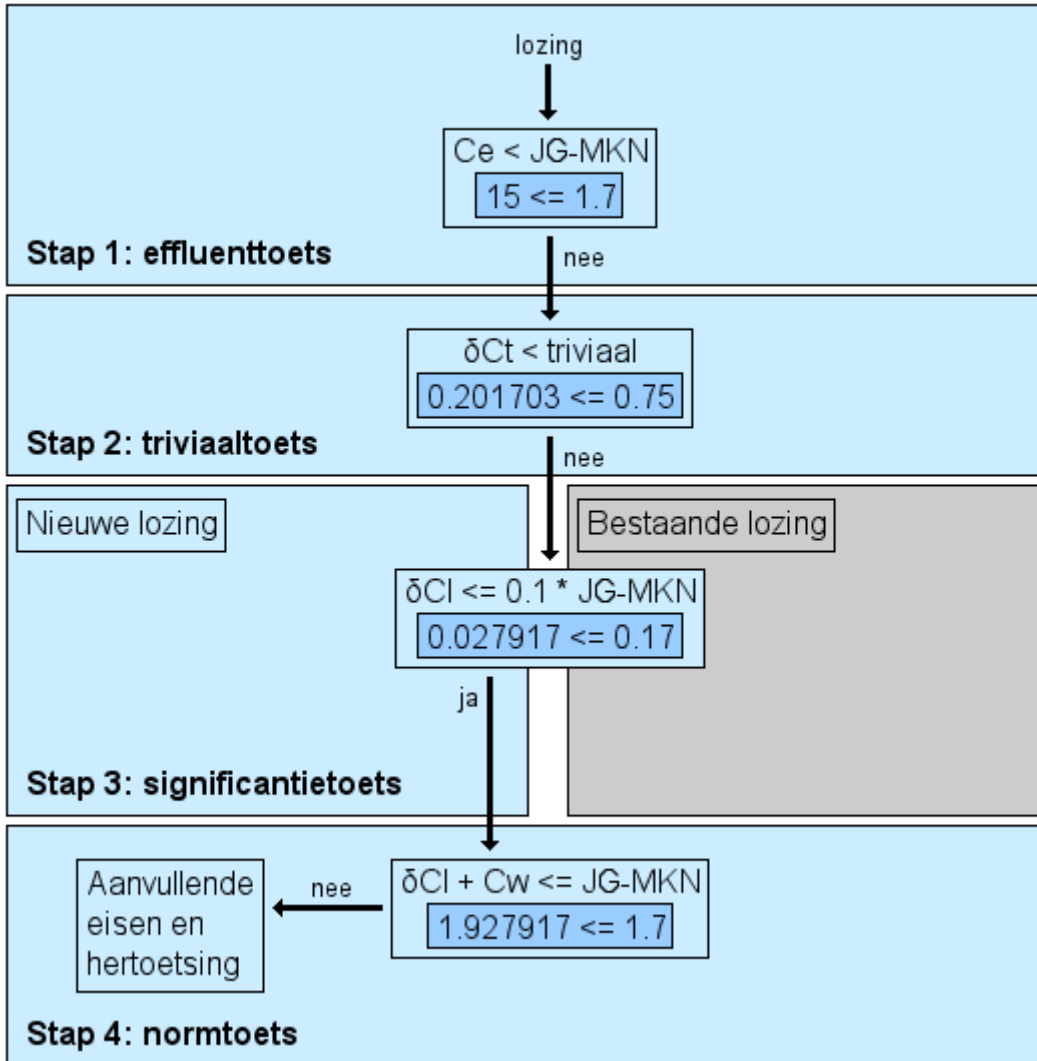 lozing
Ce < JG-MKN
15 <= 1.7
Stap 1: effluenttoets
nee
δCt < triviaal
0.201703 <= 0.75
Stap 2: triviaaltoets
nee
Nieuwe lozing
Bestaande lozing
δCl <= 0.1 * JG-MKN
0.027917 <= 0.17
ja
Stap 3: significantietoets
δCl + Cw <= JG-MKN
1.927917 <= 1.7
nee
Aanvullende
eisen en
hertoetsing
Stap 4: normtoets